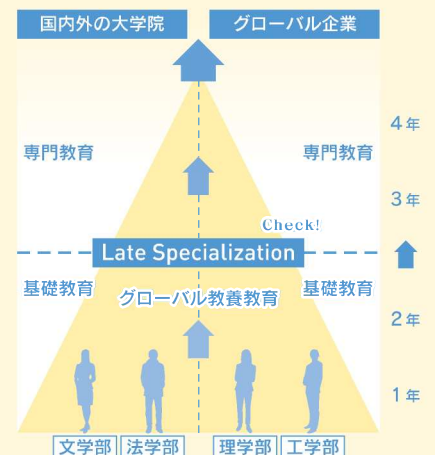 国内外の大学院
グローバル企業
4年
専門教育
専門教育
3年
Check!
Late Specialization
基礎教育
グローバル教養教育
基礎教育
2年
1年
文学部
法学部
理学部
工学部